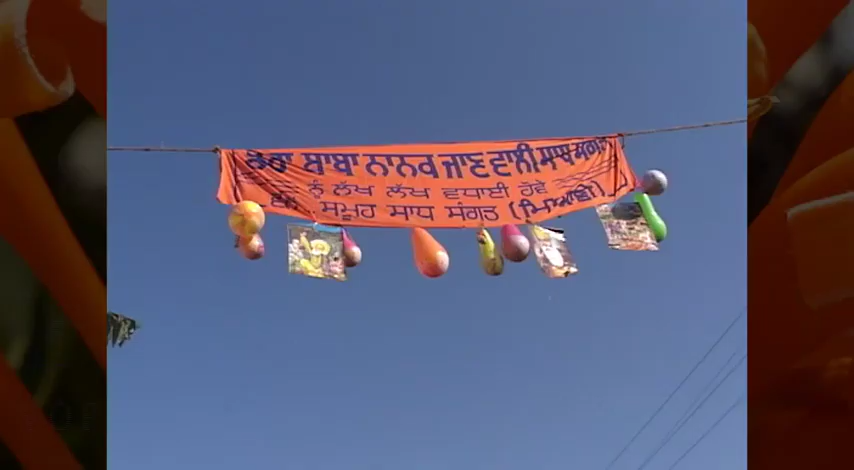 ਡੇਰਾ ਬਾਬਾ ਨਾਨਕ ਜਾਣ ਵਾਲੀ ਸਾਧ ਸੰਗਤ
ਨੂੰ ਲੱਖ ਲੱਖ ਵਧਾਈ ਹੋਵੇ
ਸਮੂਹ ਸਾਧ ਸੰਗਤ